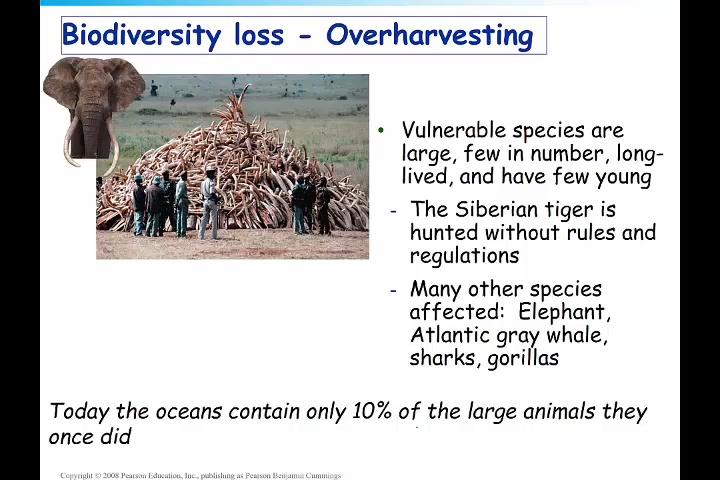 Biodiversity loss - Overharvesting
• Vulnerable species are
large, few in number, long-
lived, and have few young
- The Siberian tiger is
hunted without rules and
regulations
- Many other species
affected: Elephant,
Atlantic gray whale,
sharks, gorillas
Today the oceans contain only 10% of the large animals they
once did
Copyright © 2008 Pearson Education, Inc., publishing as Pearson Benjamin Cummings